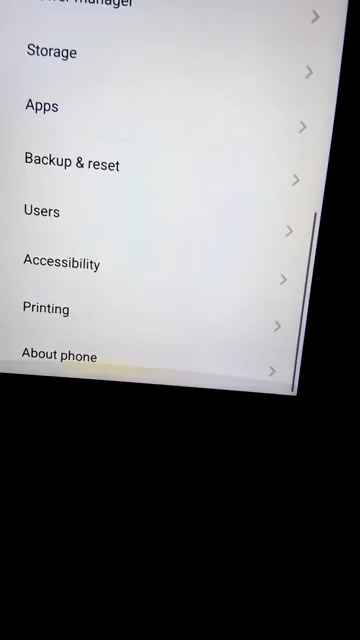 Storage
Apps
Backup & reset
Users
Accessibility
Printing
About phone